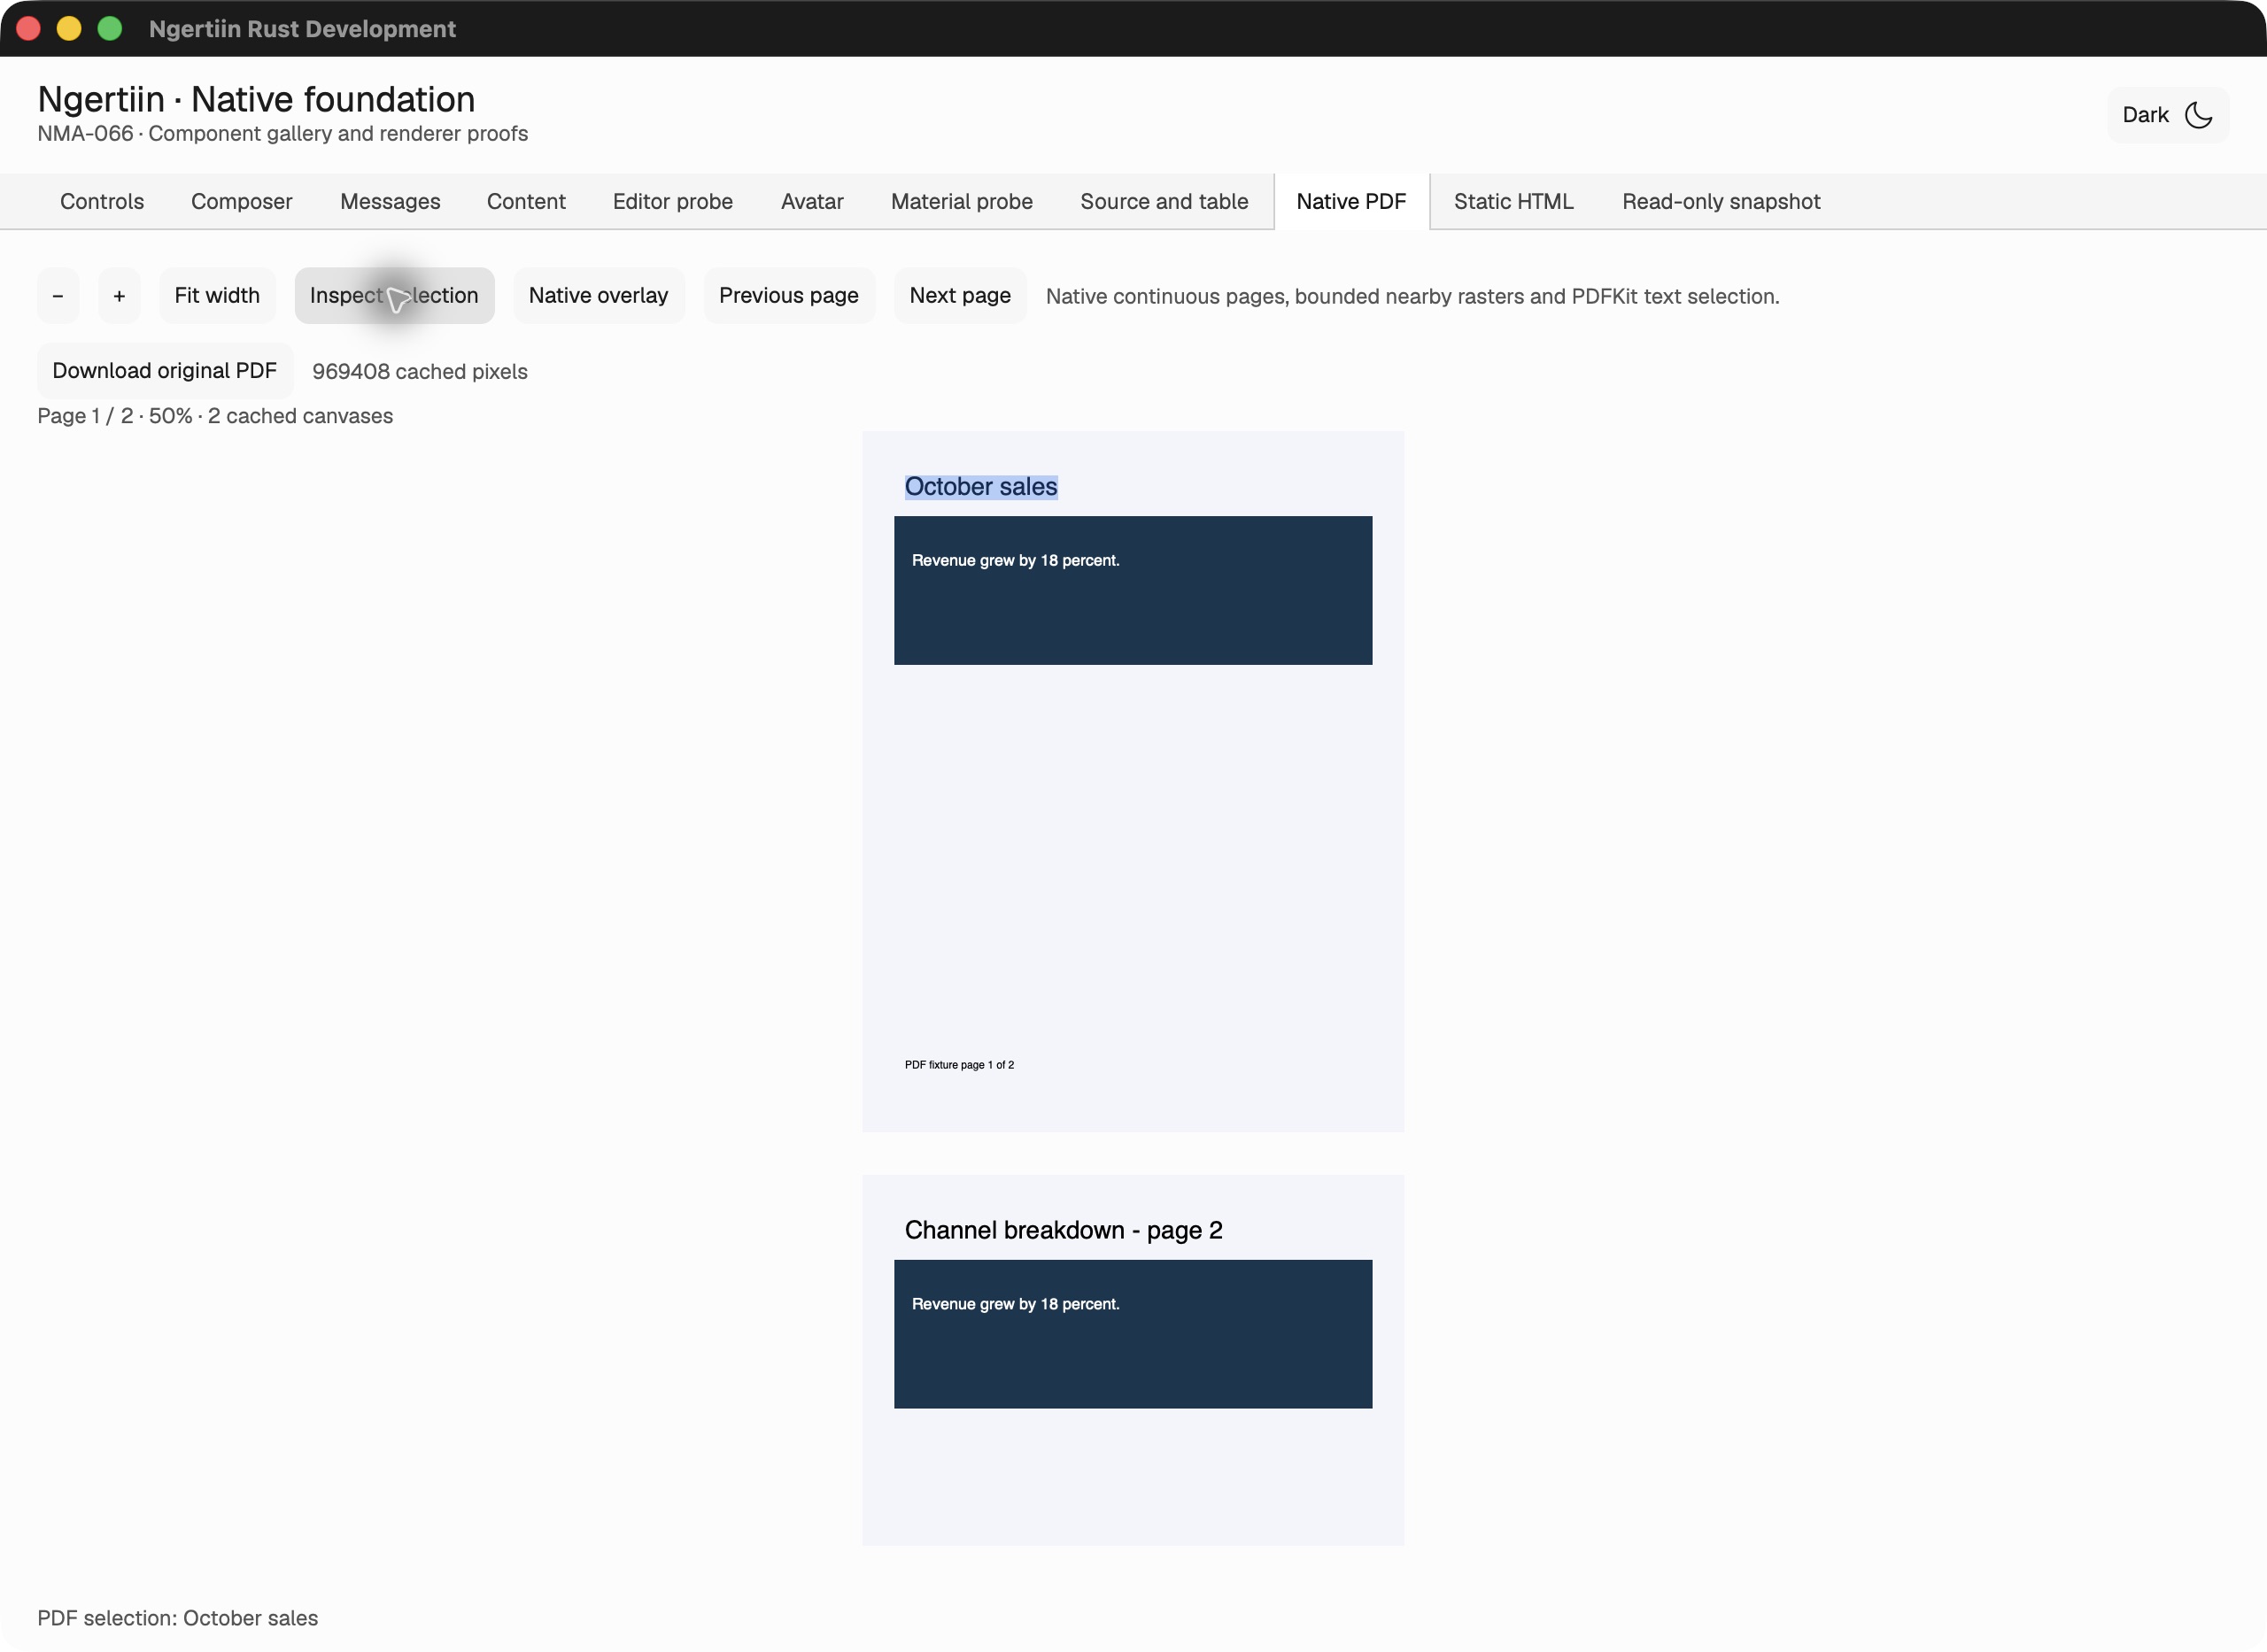 Ngertiin Rust Development
Ngertiin · Native foundation
NMA-066 · Component gallery and renderer proofs
Dark
Controls Composer Messages Content Editor probe Avatar Material probe Source and table Native PDF Static HTML Read-only snapshot
− + Fit width Inspect lection Native overlay Previous page Next page Native continuous pages, bounded nearby rasters and PDFKit text selection.
Download original PDF 969408 cached pixels
Page 1 / 2 · 50% · 2 cached canvases
October sales
Revenue grew by 18 percent.
PDF fixture page 1 of 2
Channel breakdown - page 2
Revenue grew by 18 percent.
PDF selection: October sales